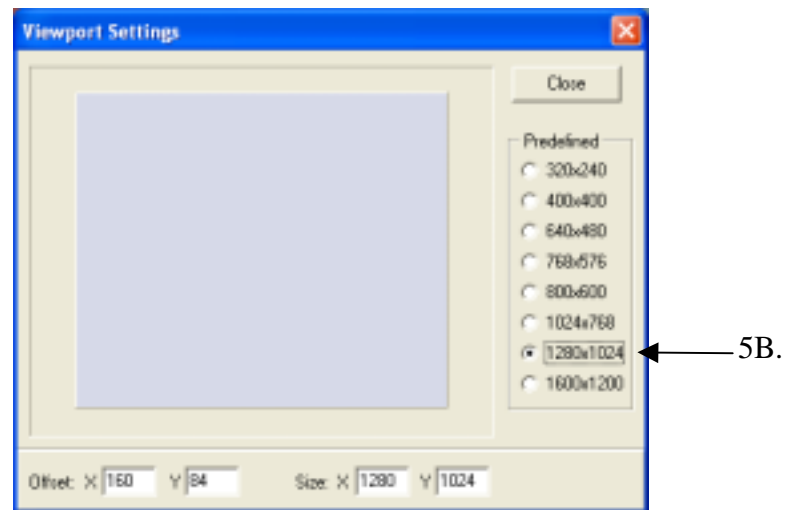 Viewport Settings
Close
Predefined
320x240
400x400
640x480
768x576
800x600
1024x768
1280x1024
1600x1200
5B.
Offset: X 160 Y 84 Size: X 1280 Y 1024